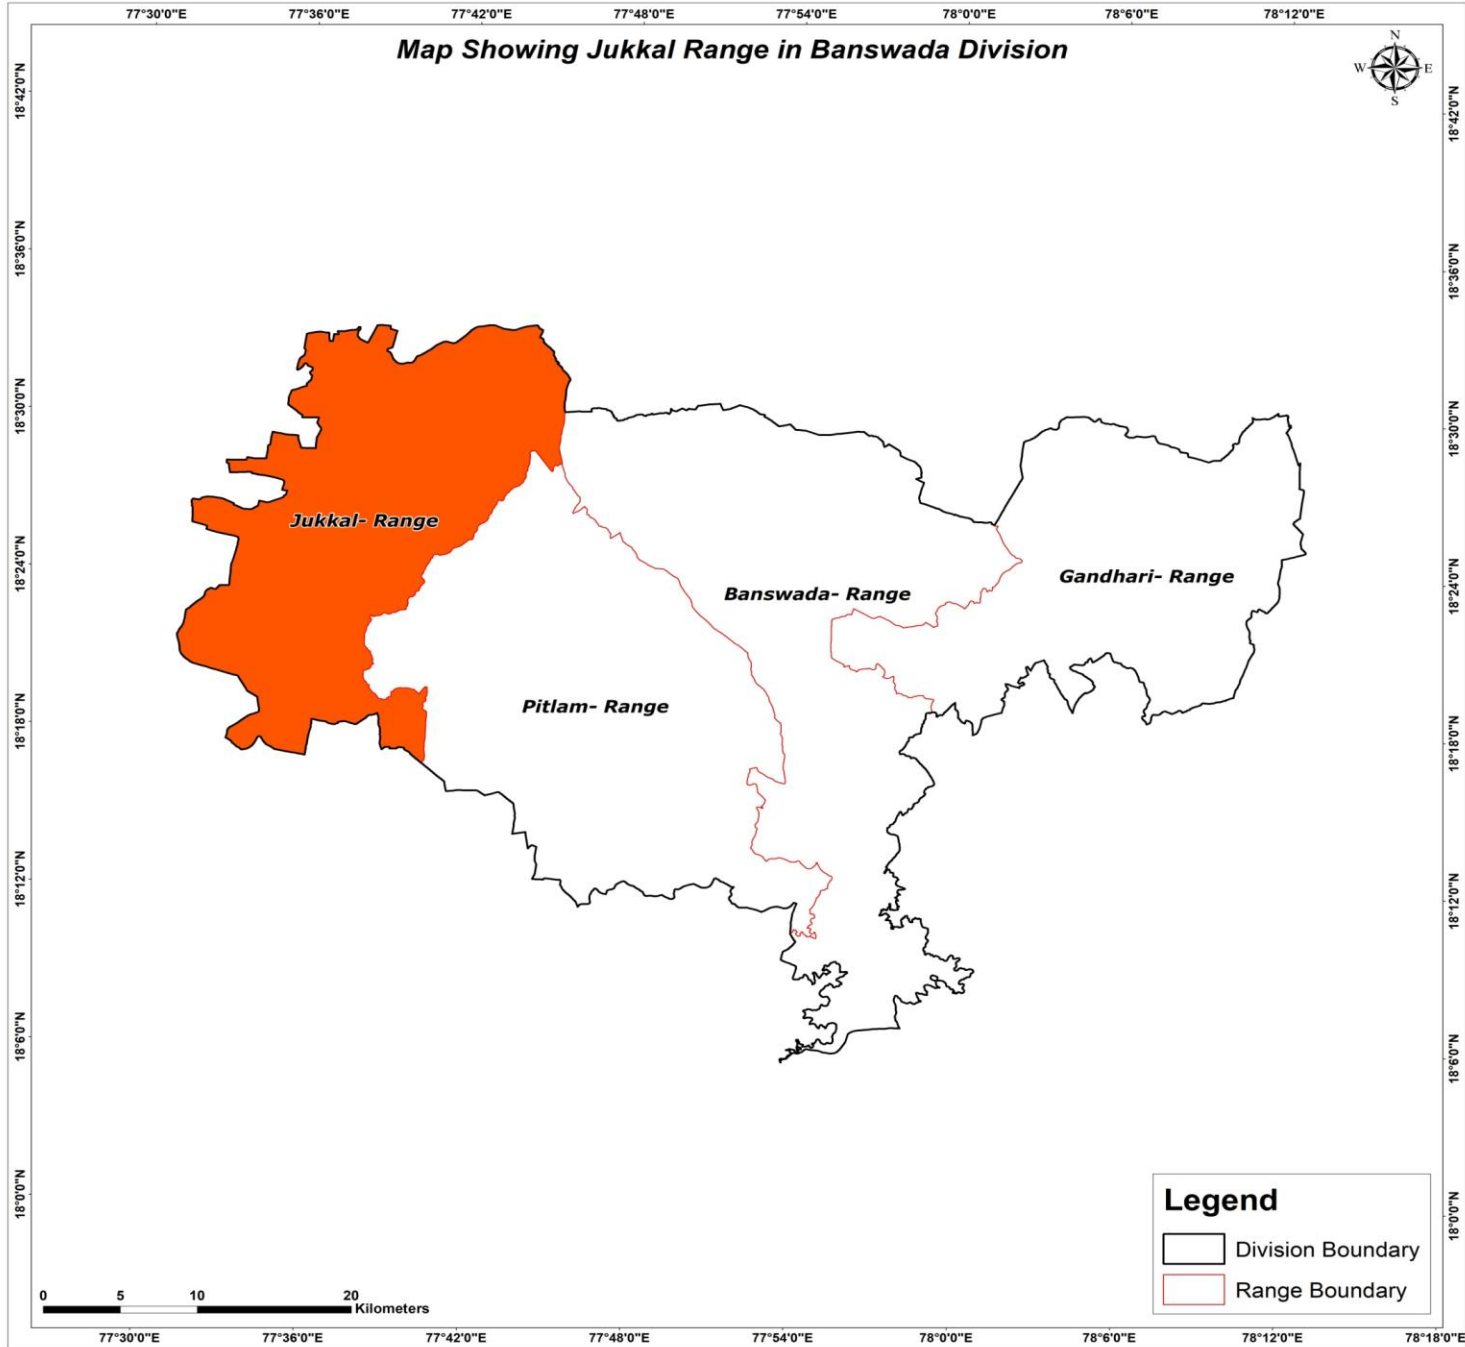 77°30'0"E 77°36'0"E 77°42'0"E 77°48'0"E 77°54'0"E 78°0'0"E 78°6'0"E 78°12'0"E
Map Showing Jukkal Range in Banswada Division
N
W E
S
18°42'0"N 18°42'0"N
18°36'0"N 18°36'0"N
18°30'0"N 18°30'0"N
Jukkal- Range
18°24'0"N 18°24'0"N
Gandhari- Range
Banswada- Range
Pitlam- Range
18°18'0"N 18°18'0"N
18°12'0"N 18°12'0"N
18°6'0"N 18°6'0"N
18°0'0"N 18°0'0"N
Legend
Division Boundary
Range Boundary
0 5 10 20
Kilometers
77°30'0"E 77°36'0"E 77°42'0"E 77°48'0"E 77°54'0"E 78°0'0"E 78°6'0"E 78°12'0"E 78°18'0"E